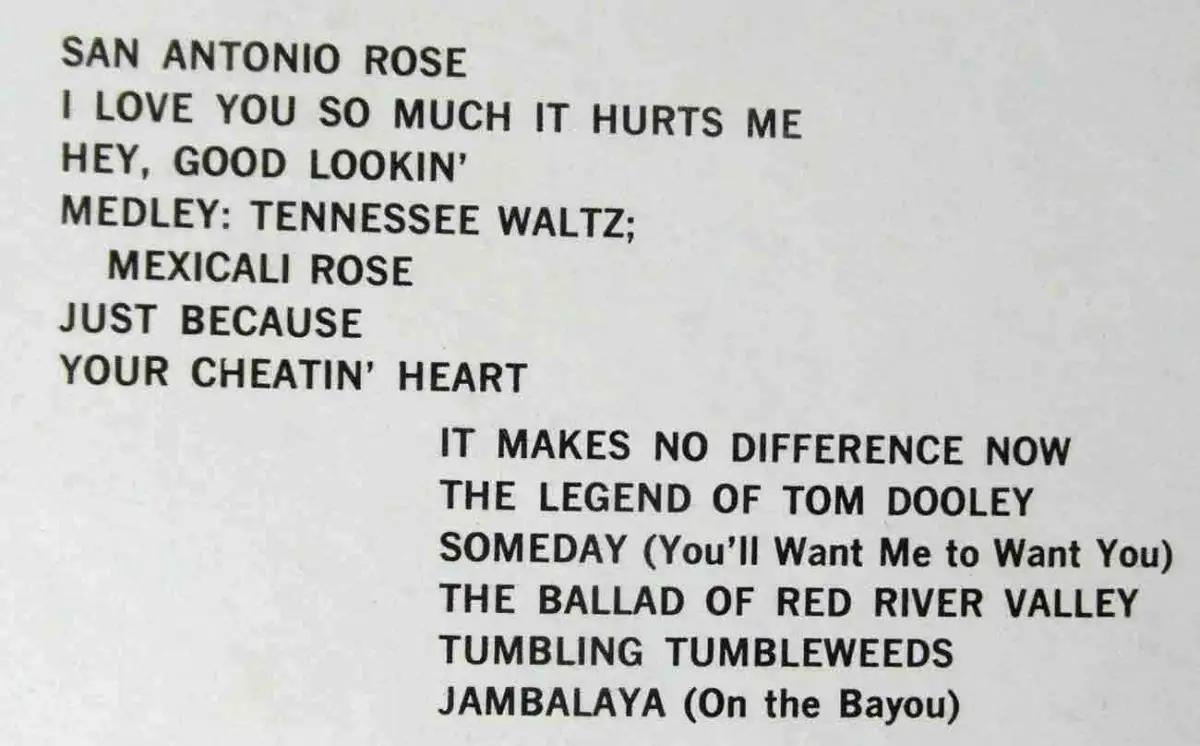 SAN ANTONIO ROSE
I LOVE YOU SO MUCH IT HURTS ME
HEY, GOOD LOOKIN'
MEDLEY: TENNESSEE WALTZ;
MEXICALI ROSE
JUST BECAUSE
YOUR CHEATIN' HEART
IT MAKES NO DIFFERENCE NOW
THE LEGEND OF TOM DOOLEY
SOMEDAY (You'll Want Me to Want You)
THE BALLAD OF RED RIVER VALLEY
TUMBLING TUMBLEWEEDS
JAMBALAYA (On the Bayou)